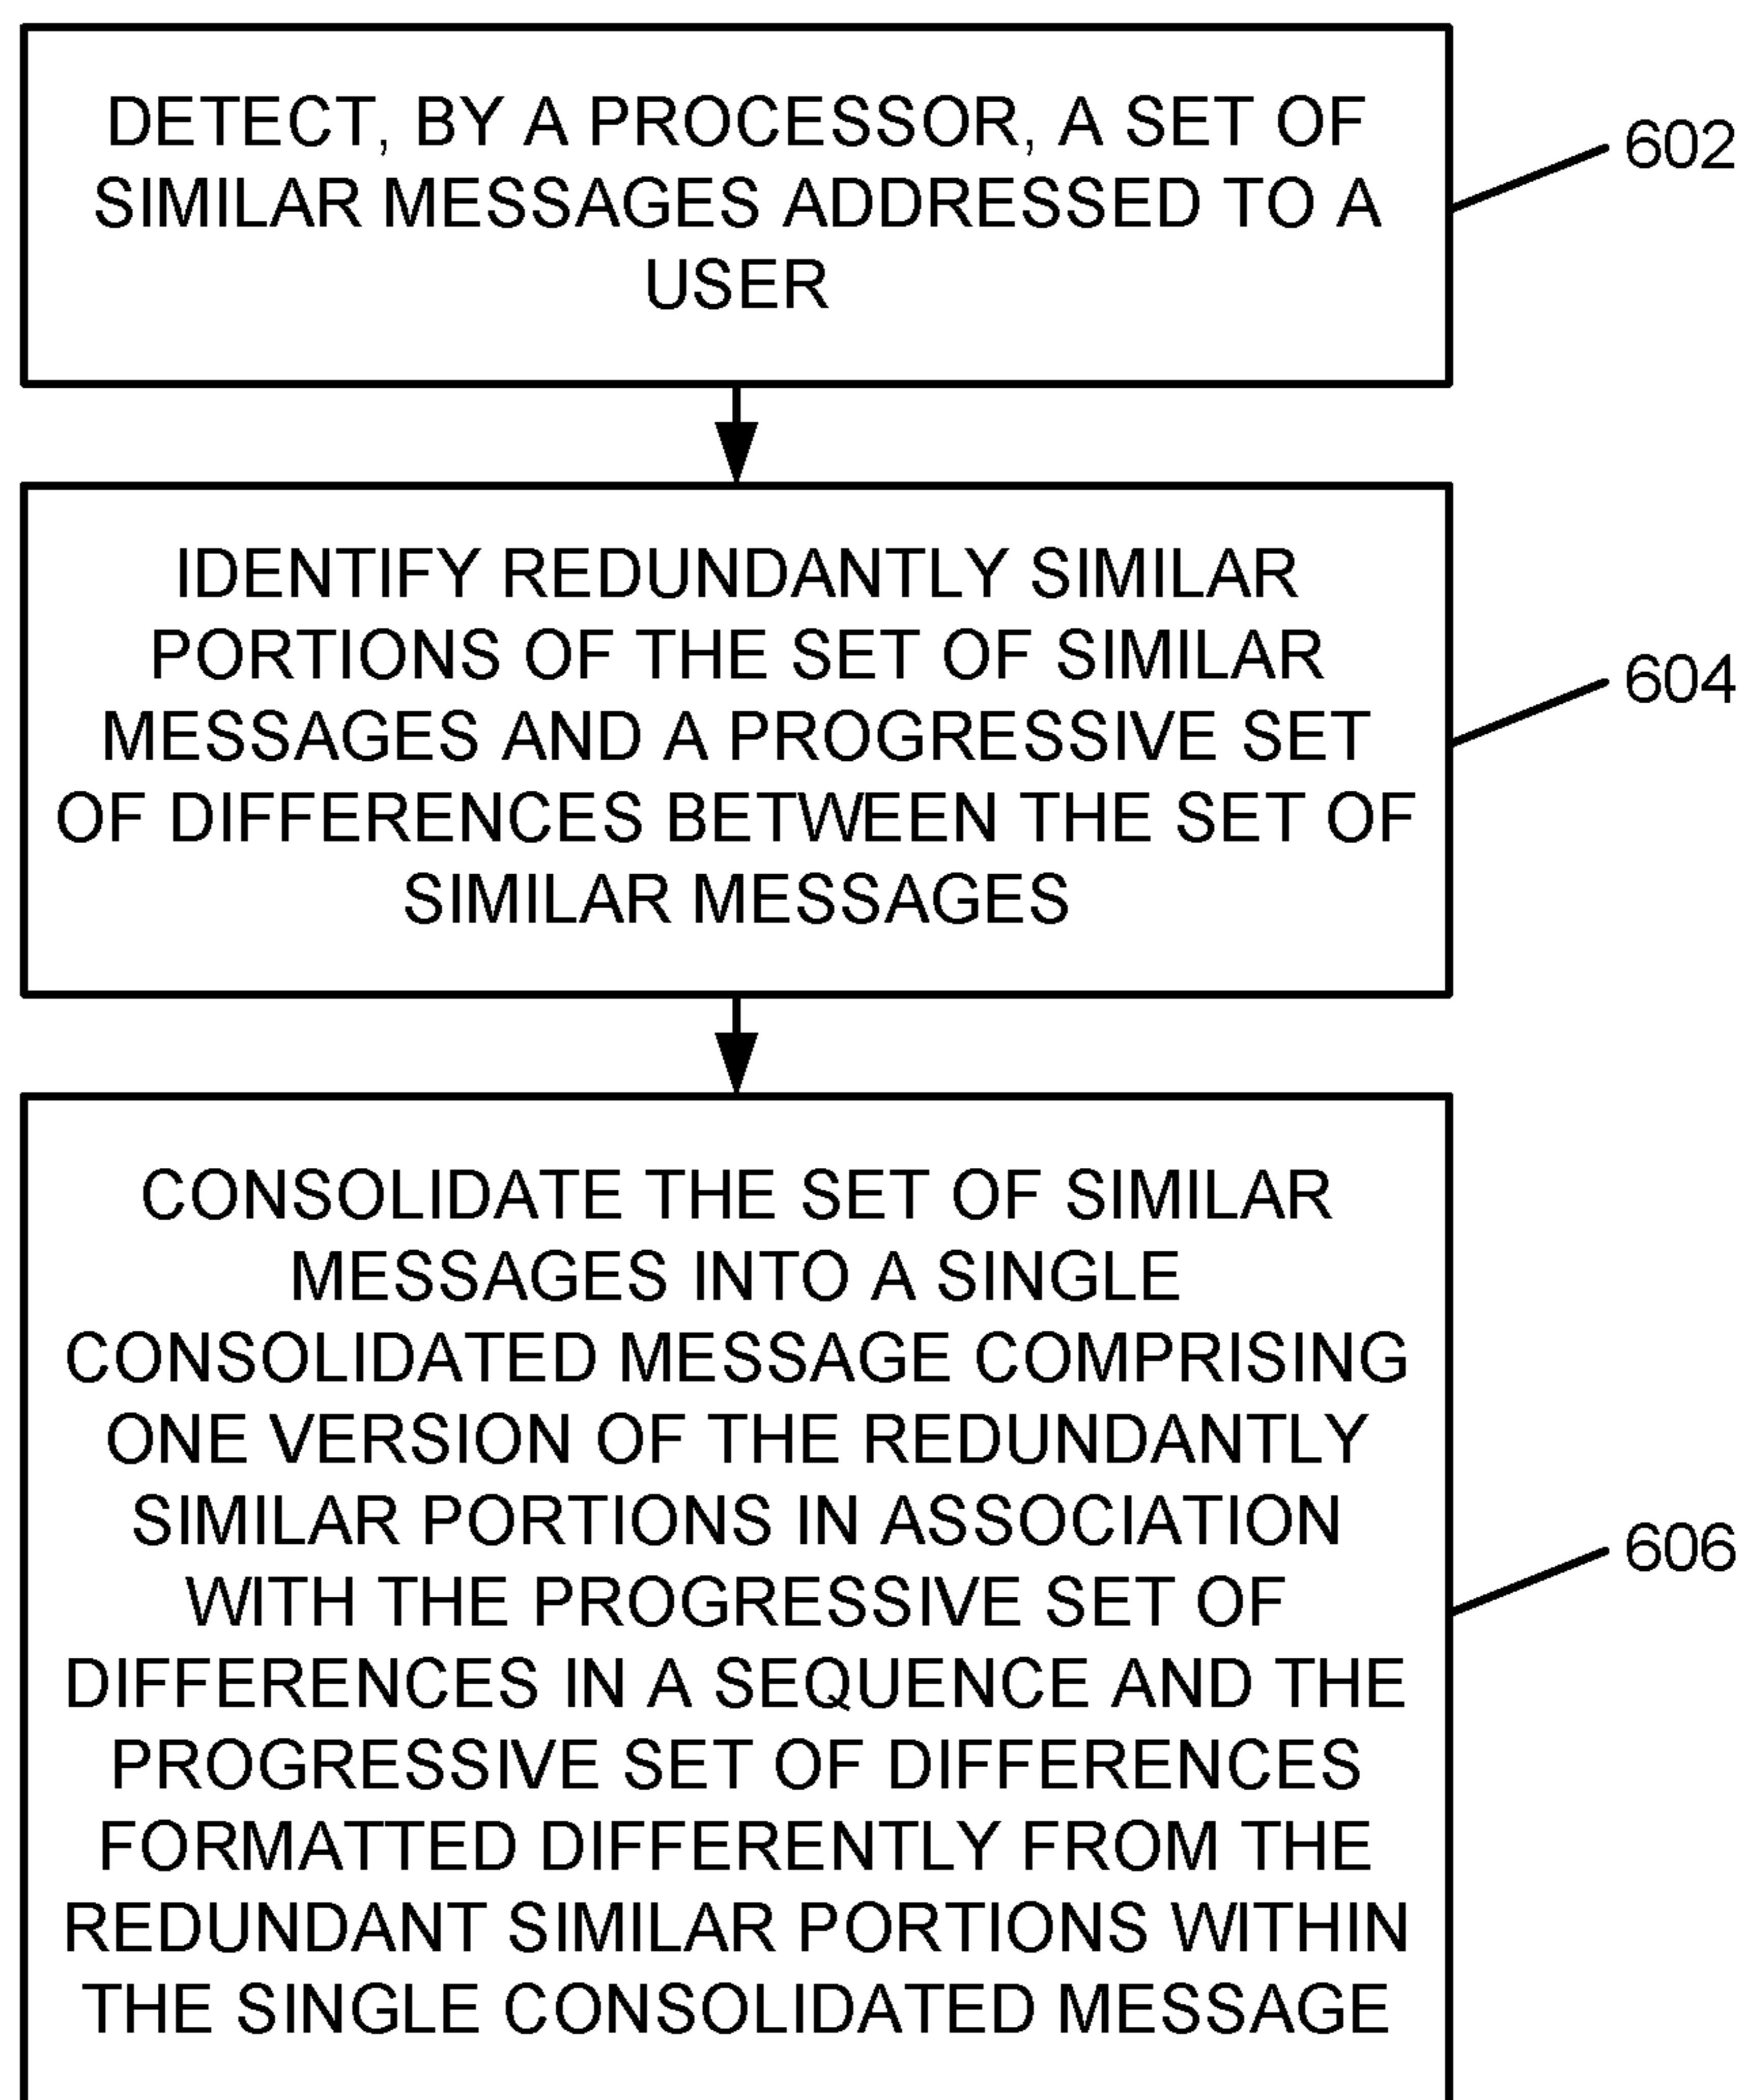 DETECT, BY A PROCESSOR, A SET OF
SIMILAR MESSAGES ADDRESSED TO A
USER
602
IDENTIFY REDUNDANTLY SIMILAR
PORTIONS OF THE SET OF SIMILAR
MESSAGES AND A PROGRESSIVE SET
OF DIFFERENCES BETWEEN THE SET OF
SIMILAR MESSAGES
604
CONSOLIDATE THE SET OF SIMILAR
MESSAGES INTO A SINGLE
CONSOLIDATED MESSAGE COMPRISING
ONE VERSION OF THE REDUNDANTLY
SIMILAR PORTIONS IN ASSOCIATION
WITH THE PROGRESSIVE SET OF
DIFFERENCES IN A SEQUENCE AND THE
PROGRESSIVE SET OF DIFFERENCES
FORMATTED DIFFERENTLY FROM THE
REDUNDANT SIMILAR PORTIONS WITHIN
THE SINGLE CONSOLIDATED MESSAGE
606